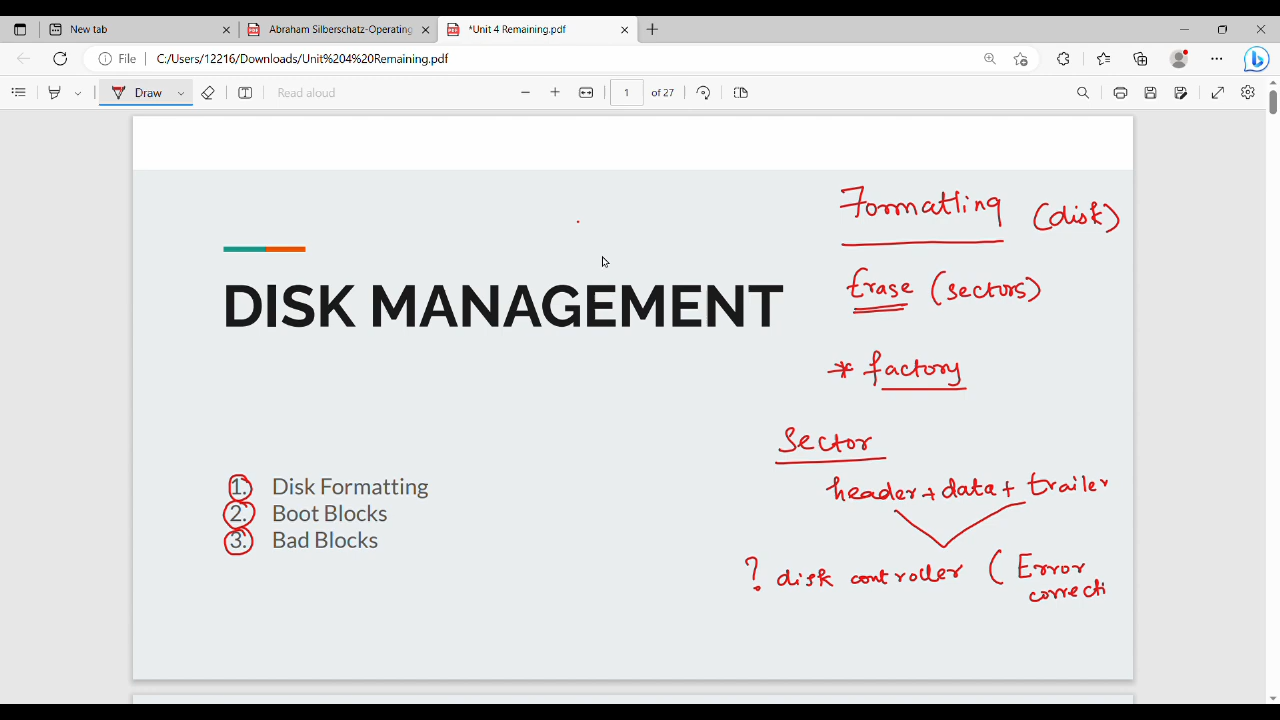 New tab
Abraham Silberschatz-Operating
*Unit 4 Remaining.pdf
File
C:/Users/12216/Downloads/Unit%204%20Remaining.pdf
Draw
Read aloud
1 of 27
Formatting (disk)
Erase (sectors)
DISK MANAGEMENT
* factory
Sector
header + data + trailer
1. Disk Formatting
2. Boot Blocks
3. Bad Blocks
? disk controller (Error
correcti